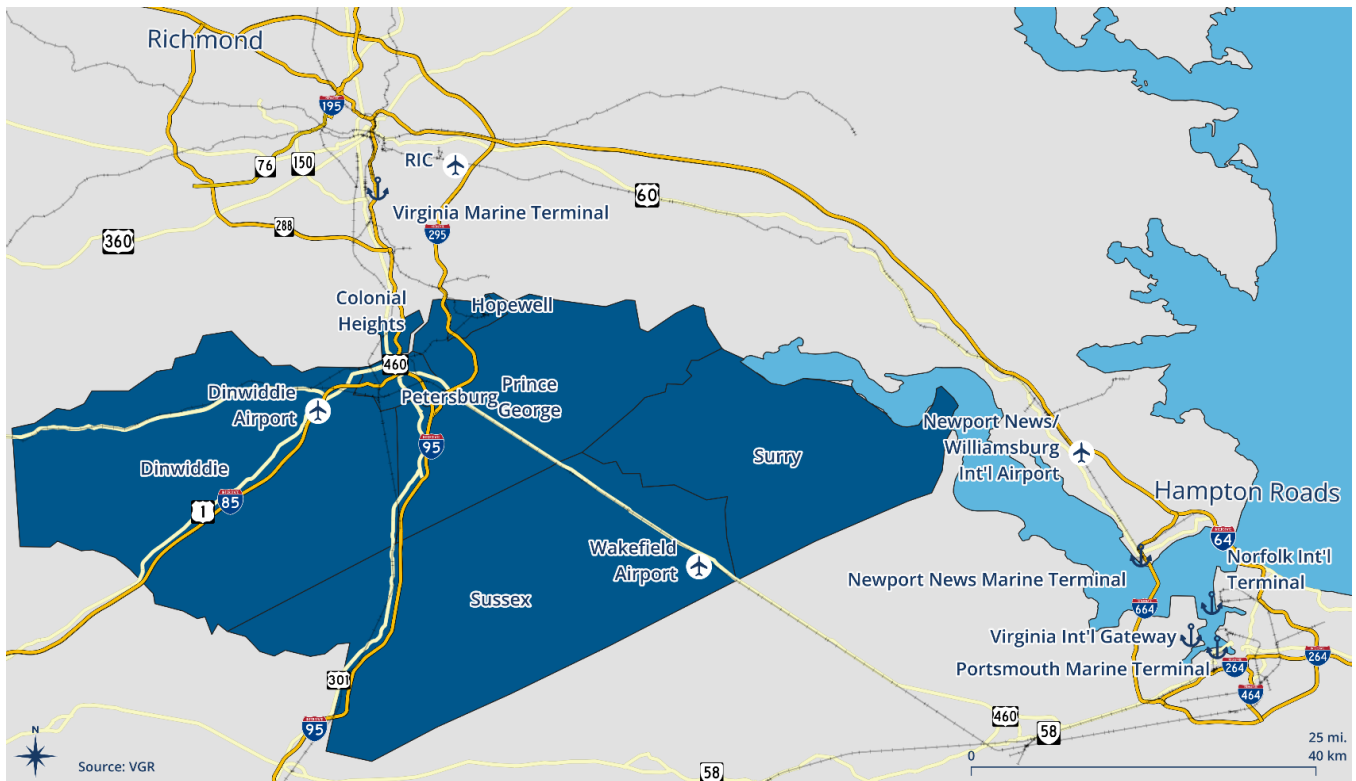 Richmond
195
76
150
RIC
60
Virginia Marine Terminal
288
295
360
Colonial
Heights
Hopewell
460
Dinwiddie
Airport
Petersburg
Prince
George
Newport News/
Williamsburg
Int'l Airport
95
Surry
Dinwiddie
85
1
Hampton Roads
64
Wakefield
Airport
Norfolk Int'l
Terminal
Newport News Marine Terminal
Sussex
664
Virginia Int'l Gateway
Portsmouth Marine Terminal
264
264
301
464
460
95
58
N
Source: VGR
58
25 mi.
0
40 km